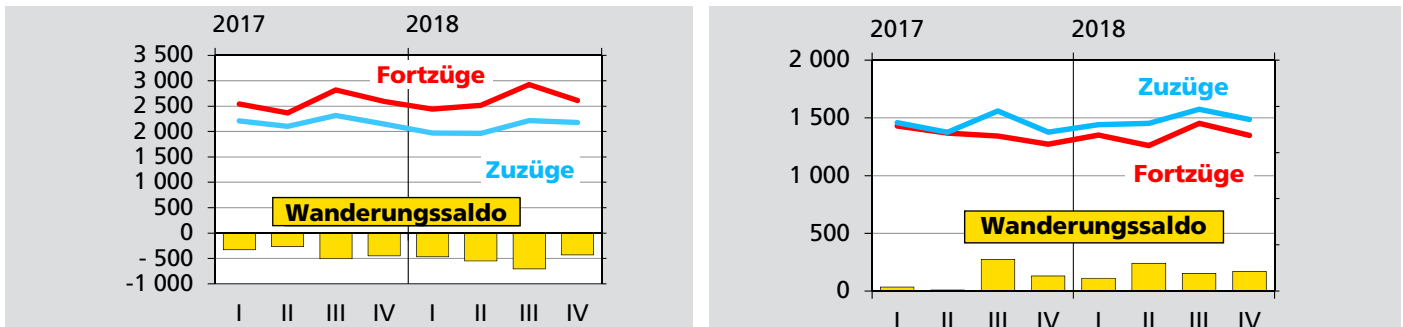 2017 2018
3 500
3 000
2 500
2 000
1 500
1 000
500
0
- 500
-1 000
Fortzüge
Zuzüge
Wanderungssaldo
I II III IV I II III IV
2017 2018
2 000
1 500
1 000
500
0
Zuzüge
Fortzüge
Wanderungssaldo
I II III IV I II III IV